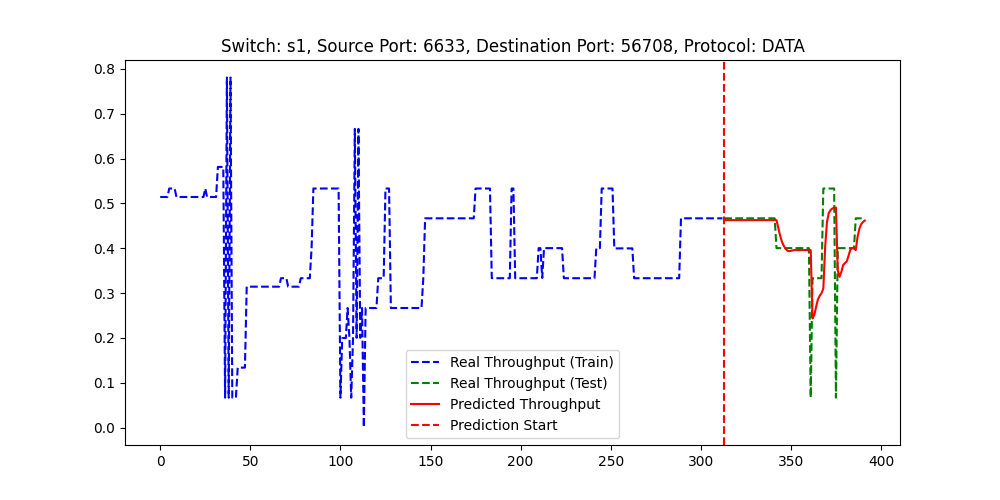 Switch: s1, Source Port: 6633, Destination Port: 56708, Protocol: DATA
0.8
0.7
0.6
0.5
0.4
0.3
0.2
0.1
0.0
Real Throughput (Train)
Real Throughput (Test)
Predicted Throughput
Prediction Start
0 50 100 150 200 250 300 350 400